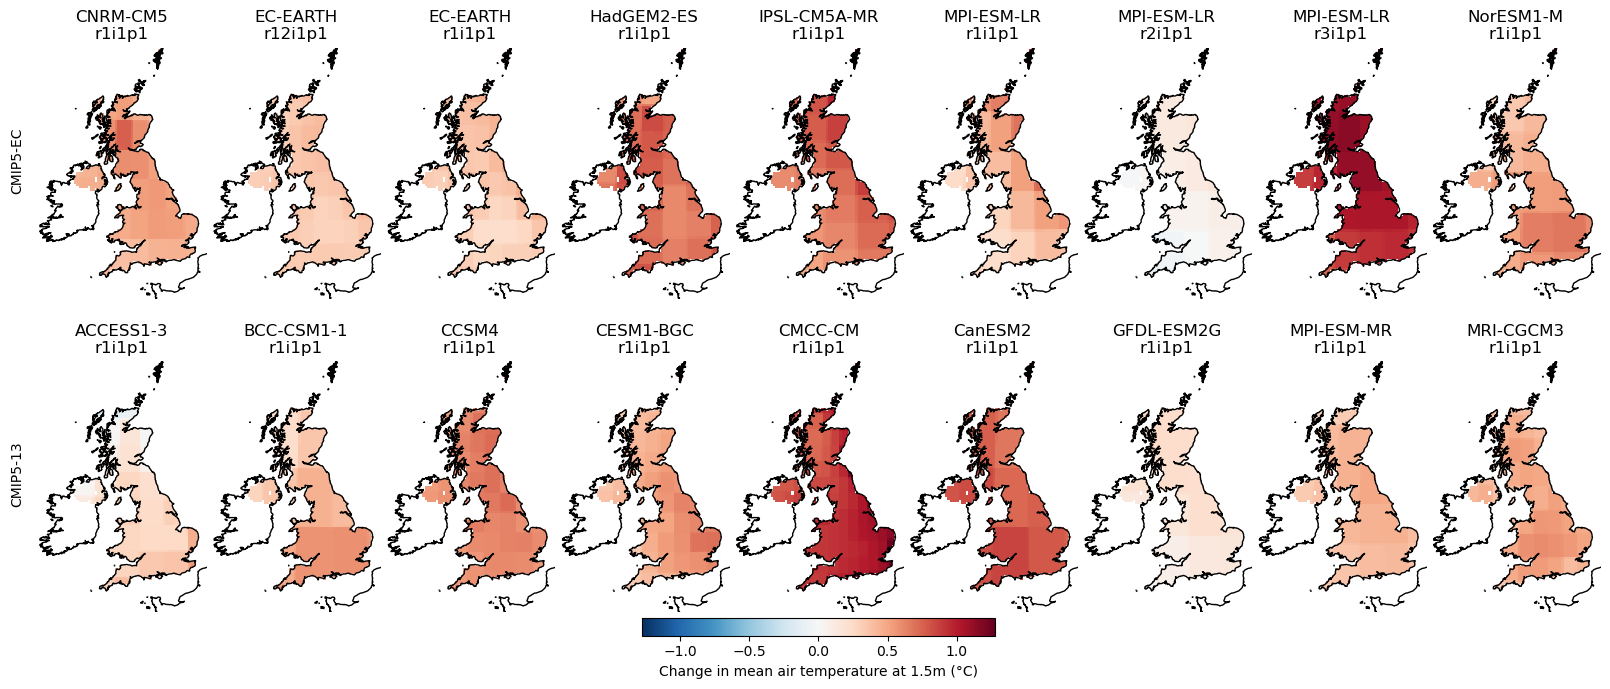 CNRM-CM5
r1i1p1
EC-EARTH
r12i1p1
EC-EARTH
r1i1p1
HadGEM2-ES
r1i1p1
IPSL-CM5A-MR
r1i1p1
MPI-ESM-LR
r1i1p1
MPI-ESM-LR
r2i1p1
MPI-ESM-LR
r3i1p1
NorESM1-M
r1i1p1
CMIP5-EC
ACCESS1-3
r1i1p1
BCC-CSM1-1
r1i1p1
CCSM4
r1i1p1
CESM1-BGC
r1i1p1
CMCC-CM
r1i1p1
CanESM2
r1i1p1
GFDL-ESM2G
r1i1p1
MPI-ESM-MR
r1i1p1
MRI-CGCM3
r1i1p1
CMIP5-13
−1.0 −0.5 0.0 0.5 1.0
Change in mean air temperature at 1.5m (°C)